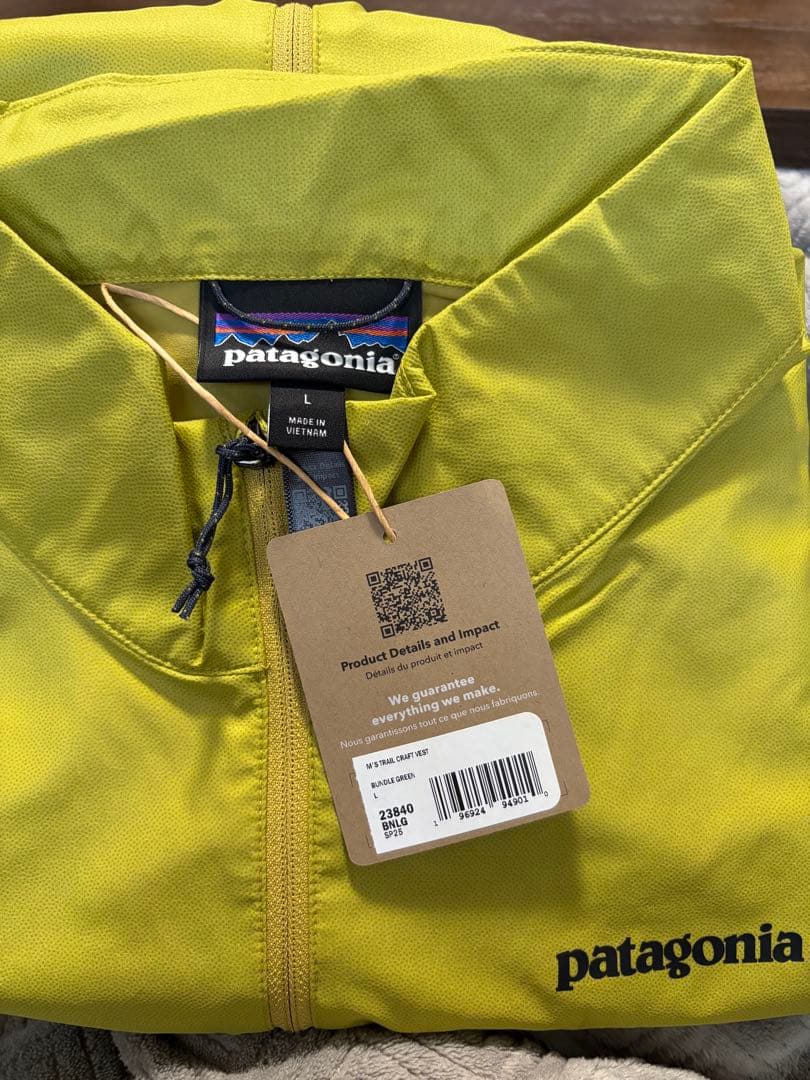 patagonia®
L
MADE IN
VIETNAM
Product Details and Impact
Détails du produit et impact
We guarantee
everything we make.
Nous garantissons tout ce que nous fabriquons.
M'S TRAIL CRAFT VEST
BUNDLE GREEN
L
23840
BNLG
SP25
1 96924 94901 0
patagonia